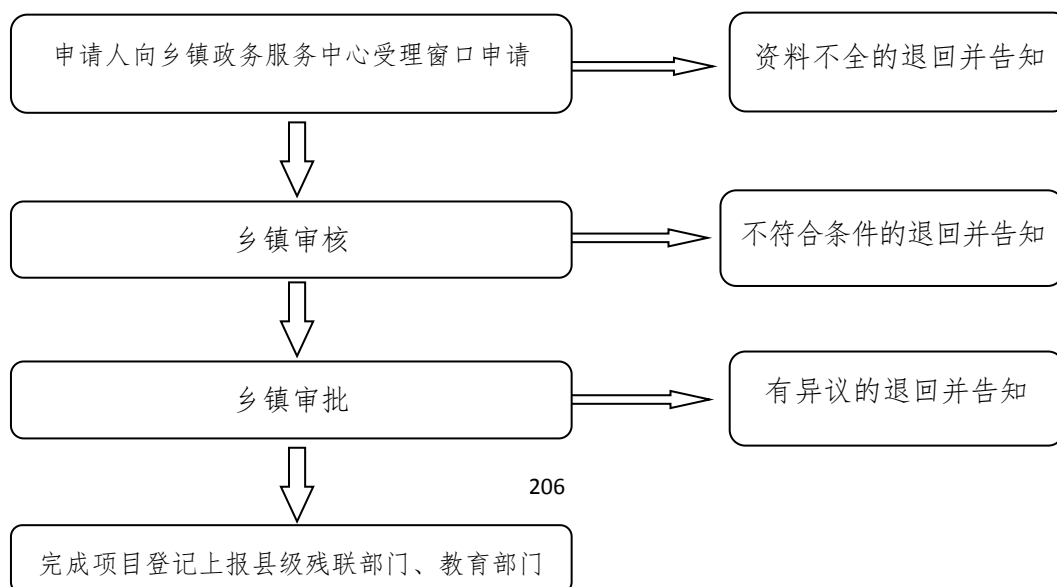 申请人向乡镇政务服务中心受理窗口申请
资料不全的退回并告知
乡镇审核
不符合条件的退回并告知
乡镇审批
有异议的退回并告知
206
完成项目登记上报县级残联部门、教育部门